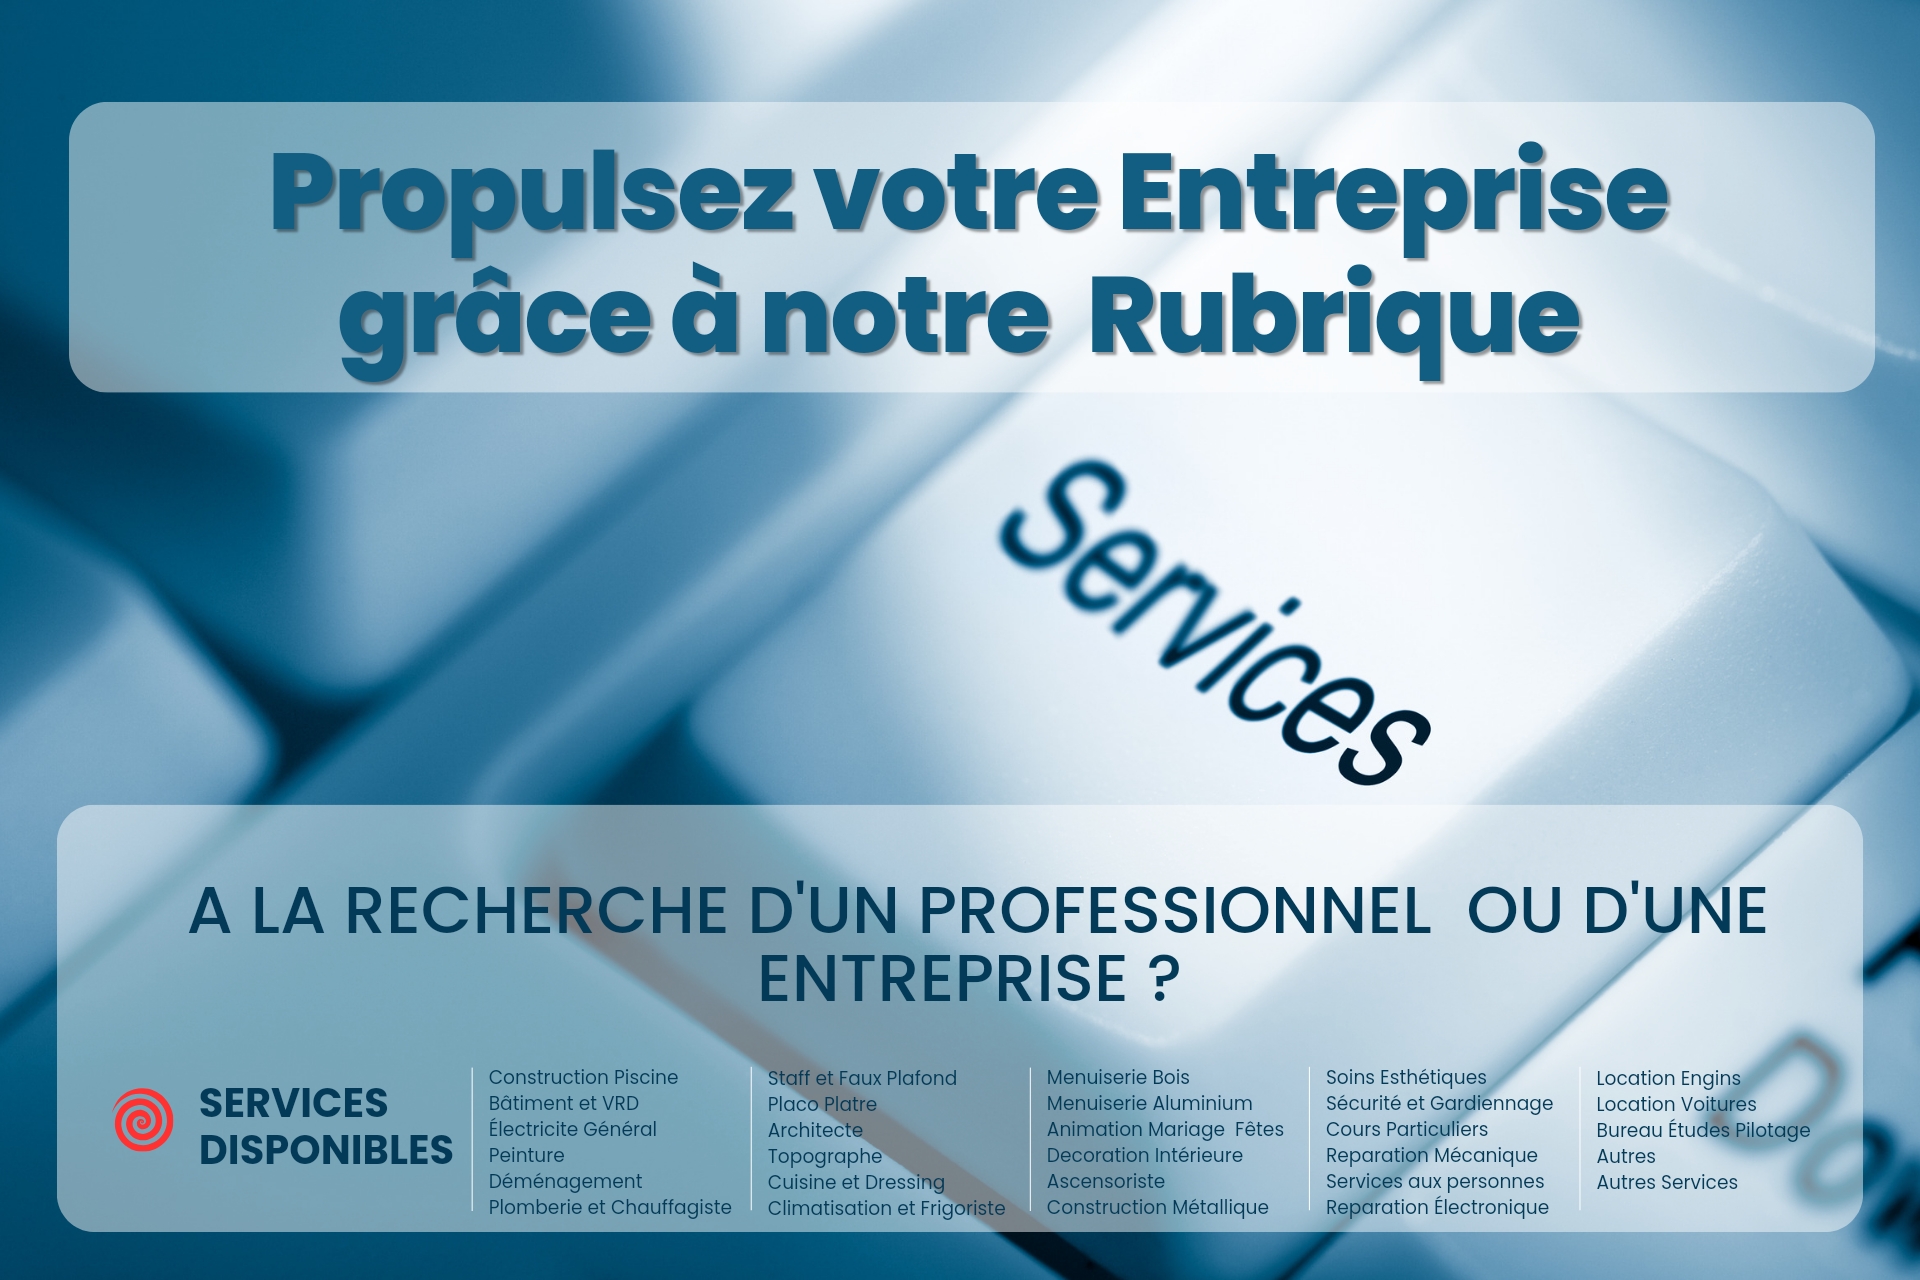 Propulsez votre Entreprise
grâce à notre  Rubrique
Services
A LA RECHERCHE D'UN PROFESSIONNEL  OU D'UNE
ENTREPRISE ?
SERVICES
DISPONIBLES
Construction Piscine
Bâtiment et VRD
Électricite Général
Peinture
Déménagement
Plomberie et Chauffagiste
Staff et Faux Plafond
Placo Platre
Architecte
Topographe
Cuisine et Dressing
Climatisation et Frigoriste
Menuiserie Bois
Menuiserie Aluminium
Animation Mariage  Fêtes
Decoration Intérieure
Ascensoriste
Construction Métallique
Soins Esthétiques
Sécurité et Gardiennage
Cours Particuliers
Reparation Mécanique
Services aux personnes
Reparation Électronique
Location Engins
Location Voitures
Bureau Études Pilotage
Autres
Autres Services